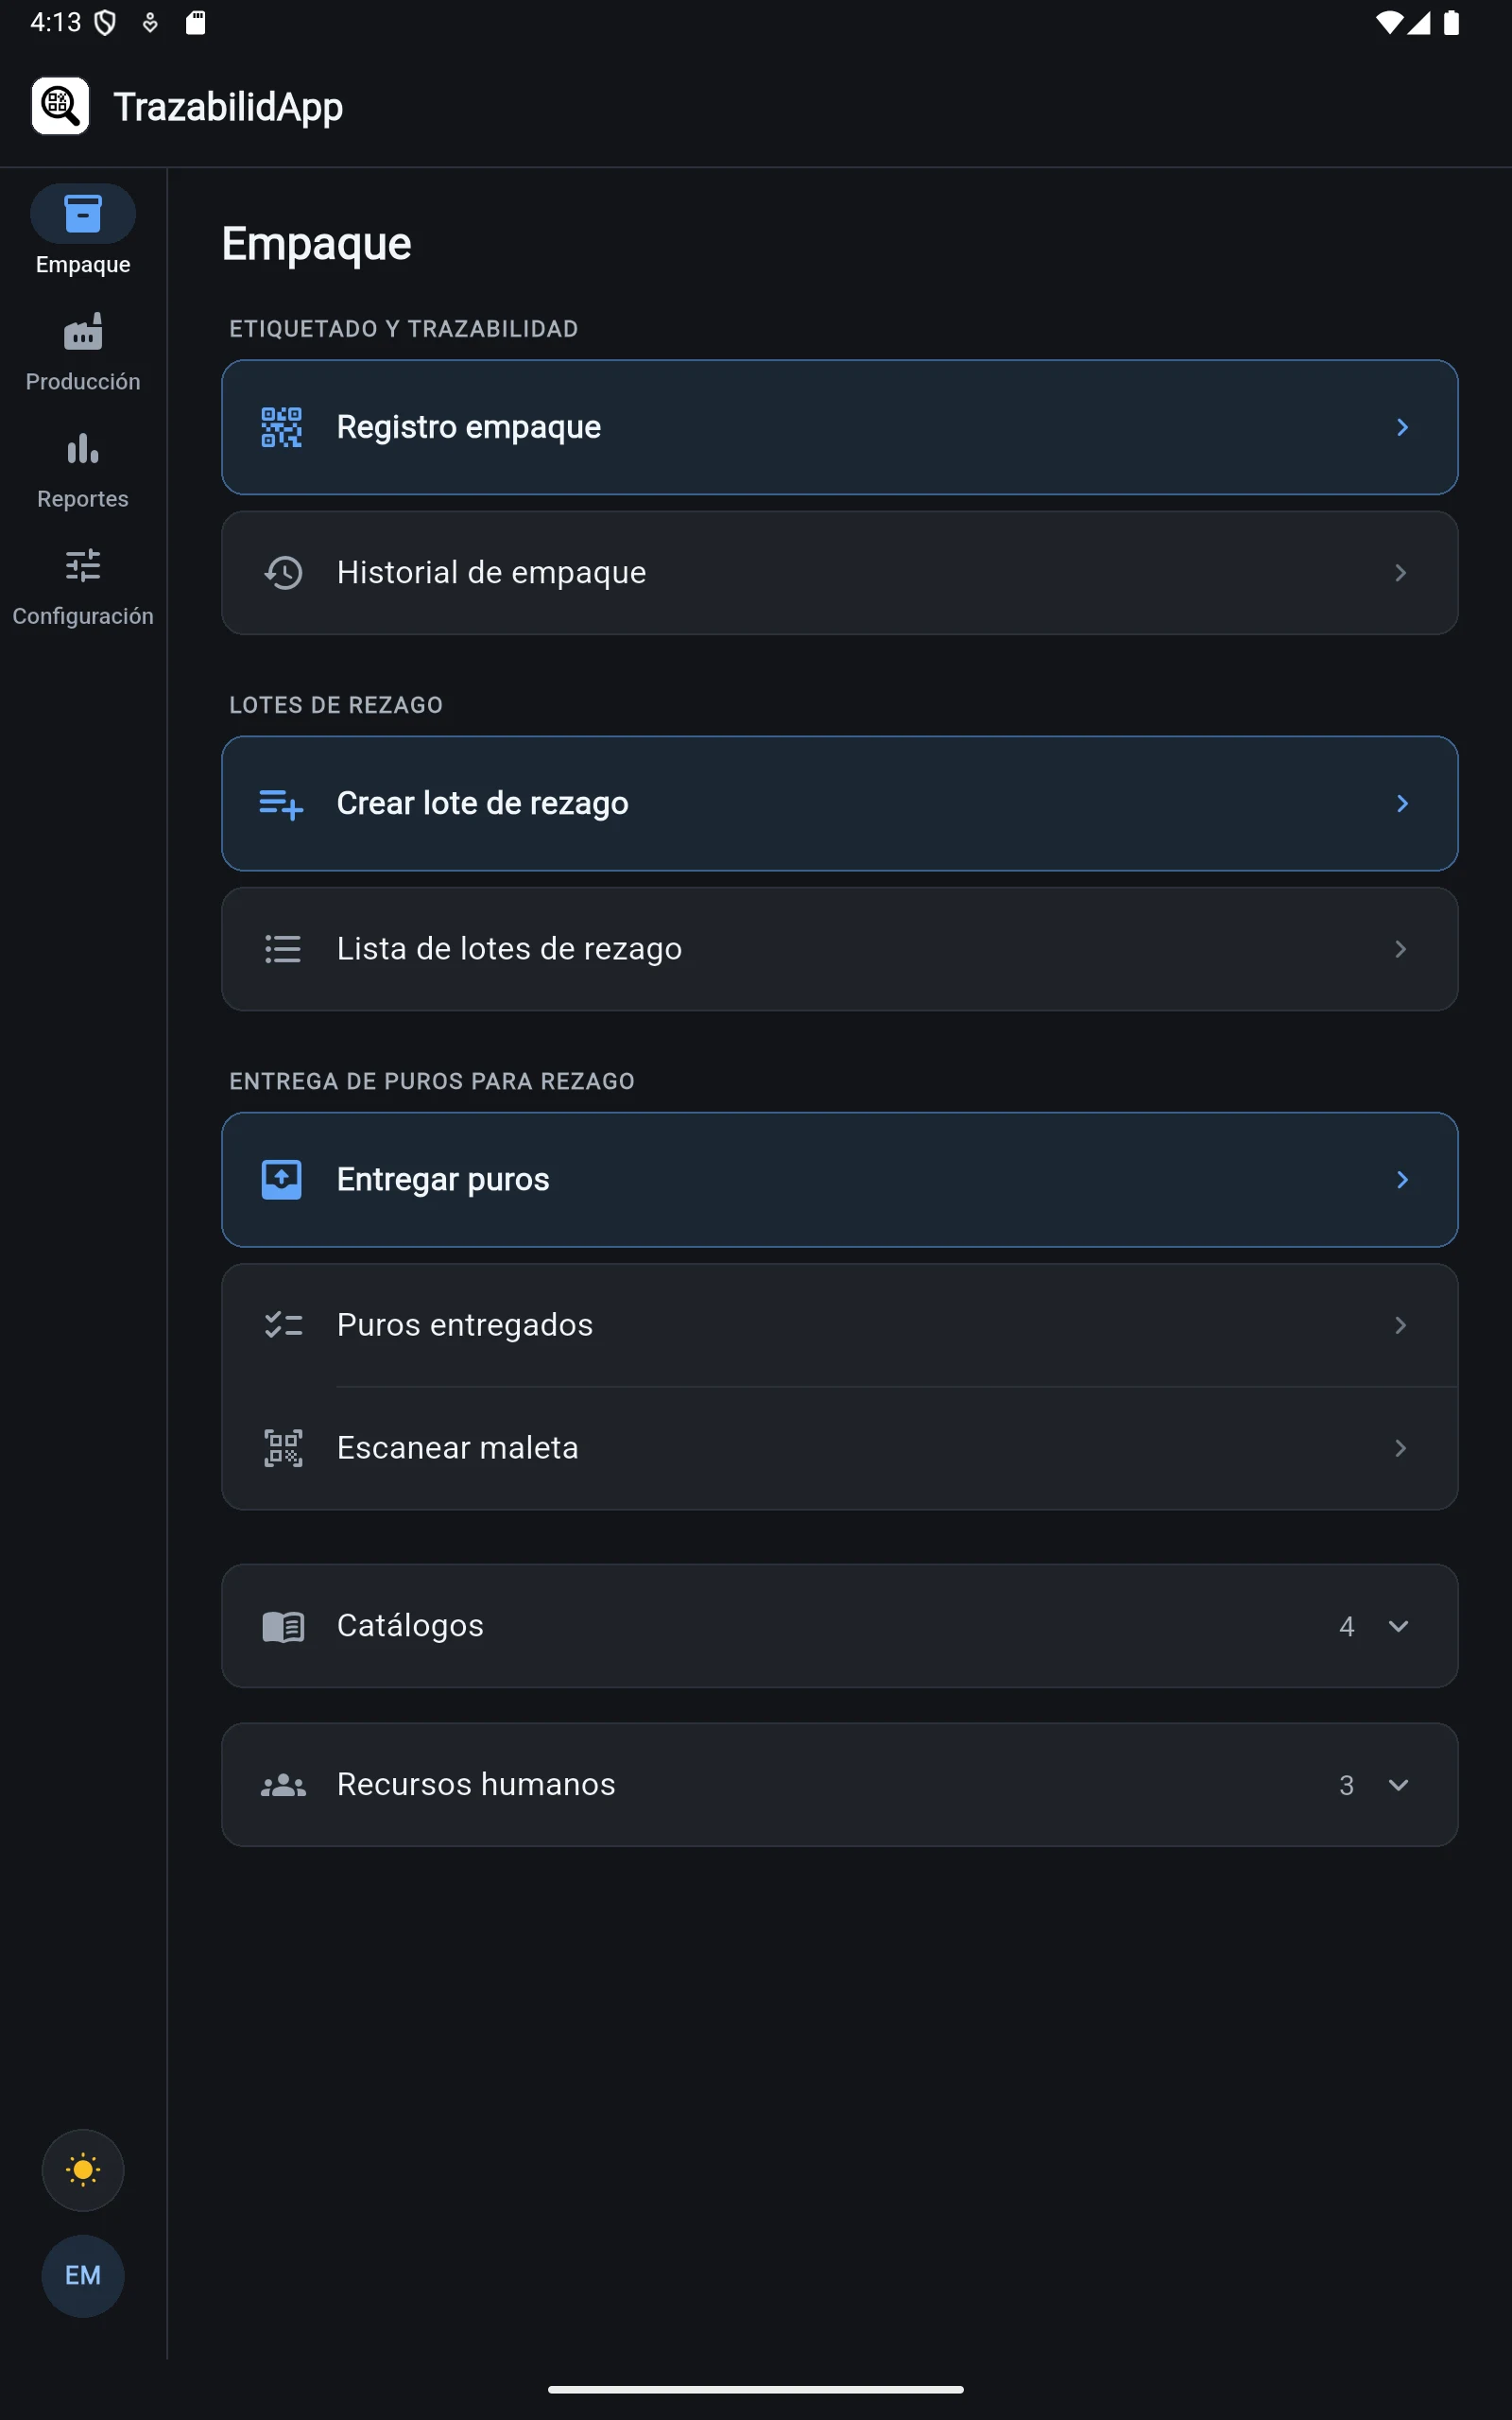 4:13
TrazabilidApp
Empaque
Producción
Reportes
Configuración
Empaque
ETIQUETADO Y TRAZABILIDAD
Registro empaque
Historial de empaque
LOTES DE REZAGO
Crear lote de rezago
Lista de lotes de rezago
ENTREGA DE PUROS PARA REZAGO
Entregar puros
Puros entregados
Escanear maleta
Catálogos 4
Recursos humanos 3
EM